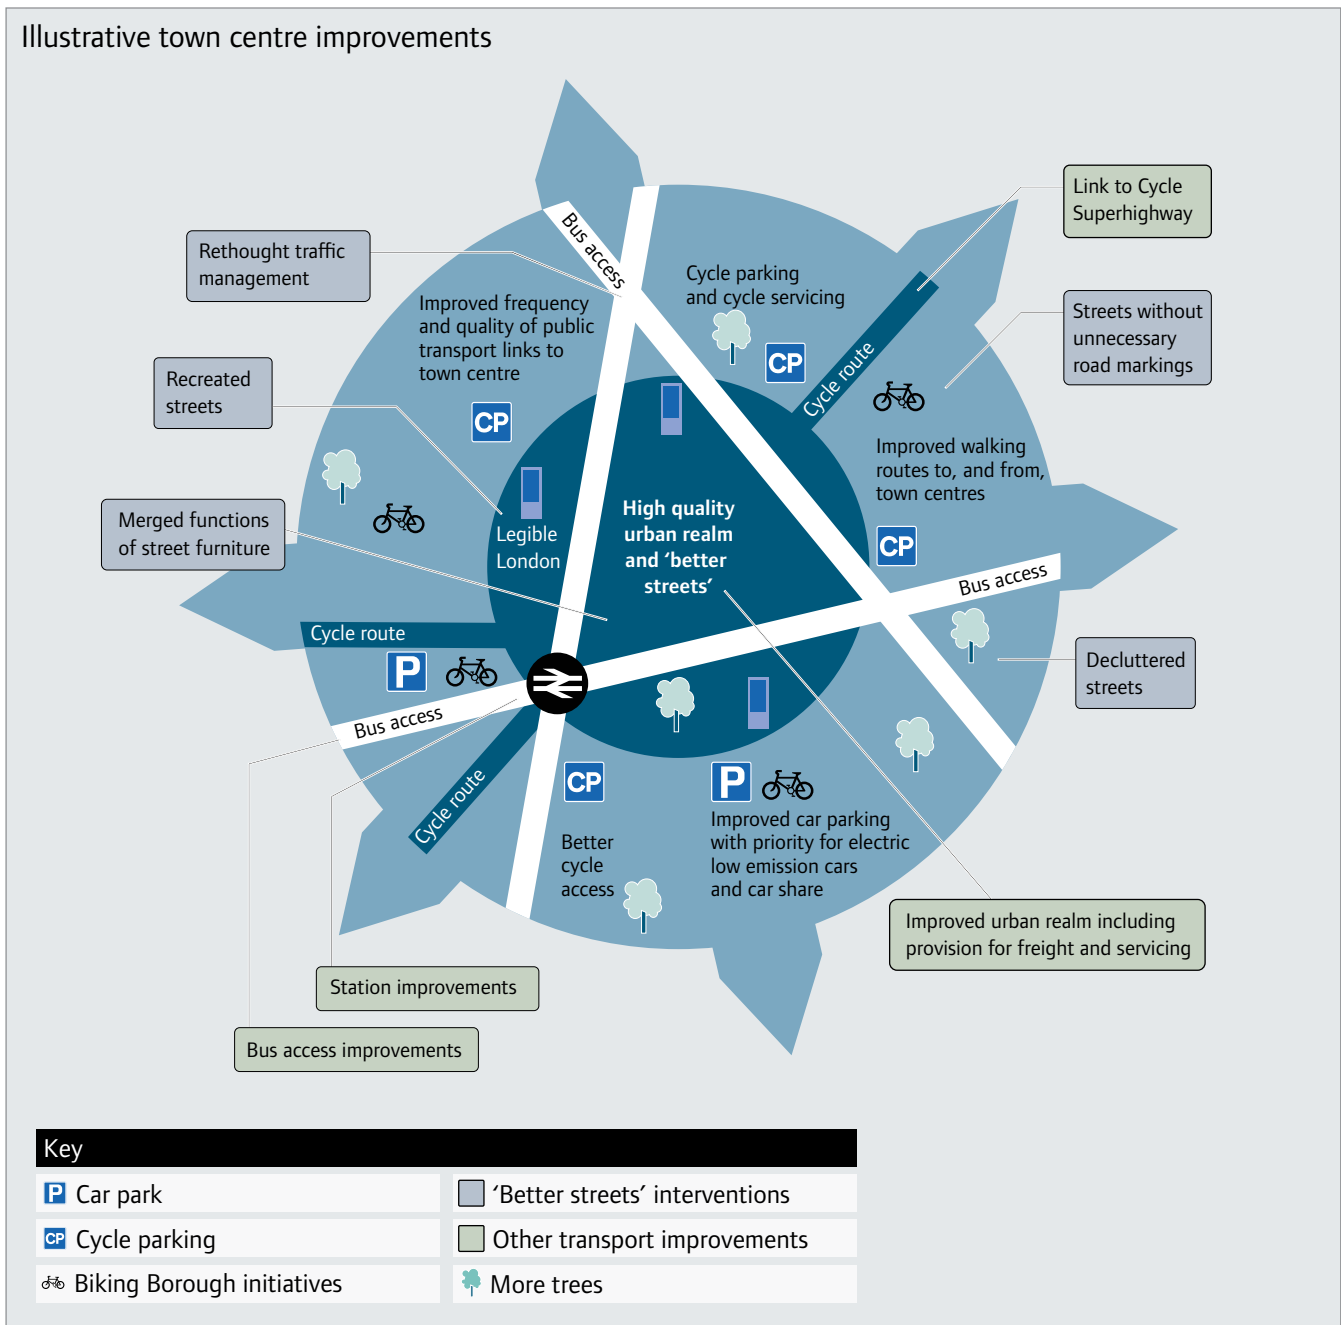 Illustrative town centre improvements
Link to Cycle
Superhighway
Rethought traffic
management
Bus access
Cycle parking
and cycle servicing
Improved frequency
and quality of public
transport links to
town centre
Streets without
unnecessary
road markings
Recreated
streets
CP
Cycle route
CP
Improved walking
routes to, and from,
town centres
Merged functions
of street furniture
Legible
London
High quality
urban realm
and ‘better
streets’
CP
Bus access
Cycle route
P
Decluttered
streets
Bus access
Cycle route
CP
P
Better
cycle
access
Improved car parking
with priority for electric
low emission cars
and car share
Improved urban realm including
provision for freight and servicing
Station improvements
Bus access improvements
Key
P Car park
‘Better streets’ interventions
CP Cycle parking
Other transport improvements
Biking Borough initiatives
More trees